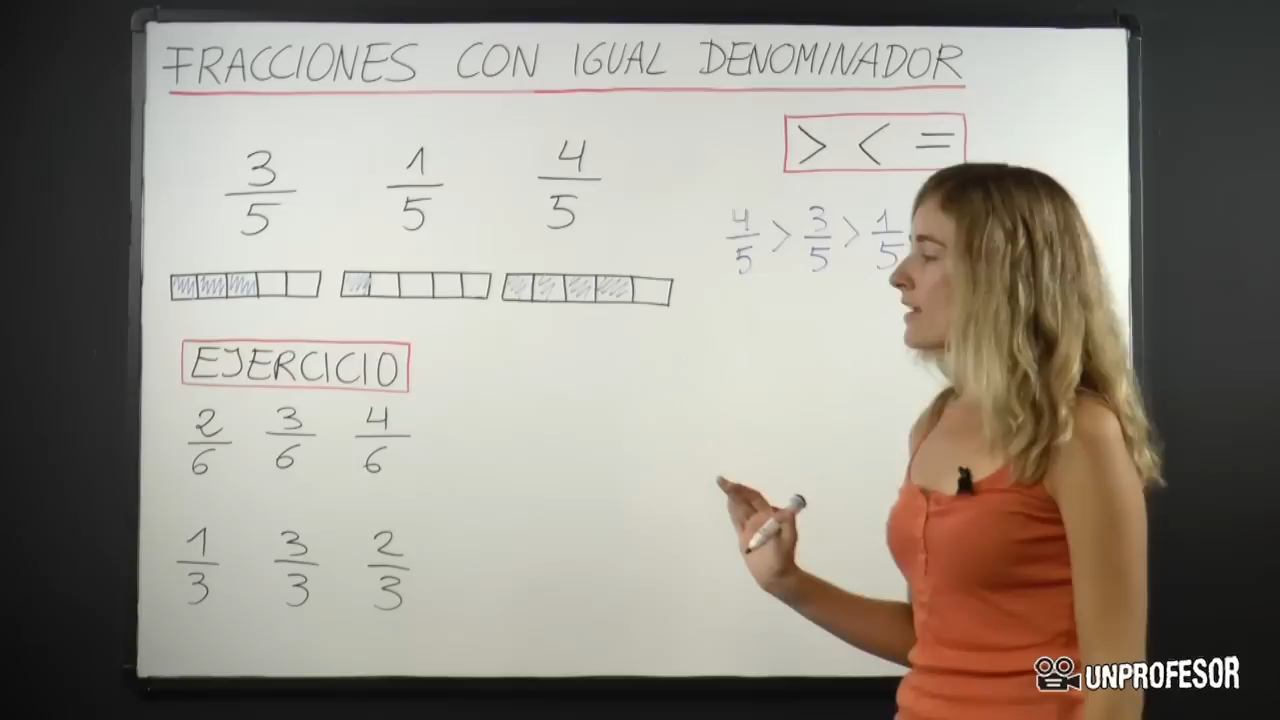 FRACCIONES CON IGUAL DENOMINADOR
> < =
3/5 1/5 4/5
4/5 > 3/5 > 1/5
EJERCICIO
2/6 3/6 4/6
1/3 3/3 2/3
UNPROFESOR